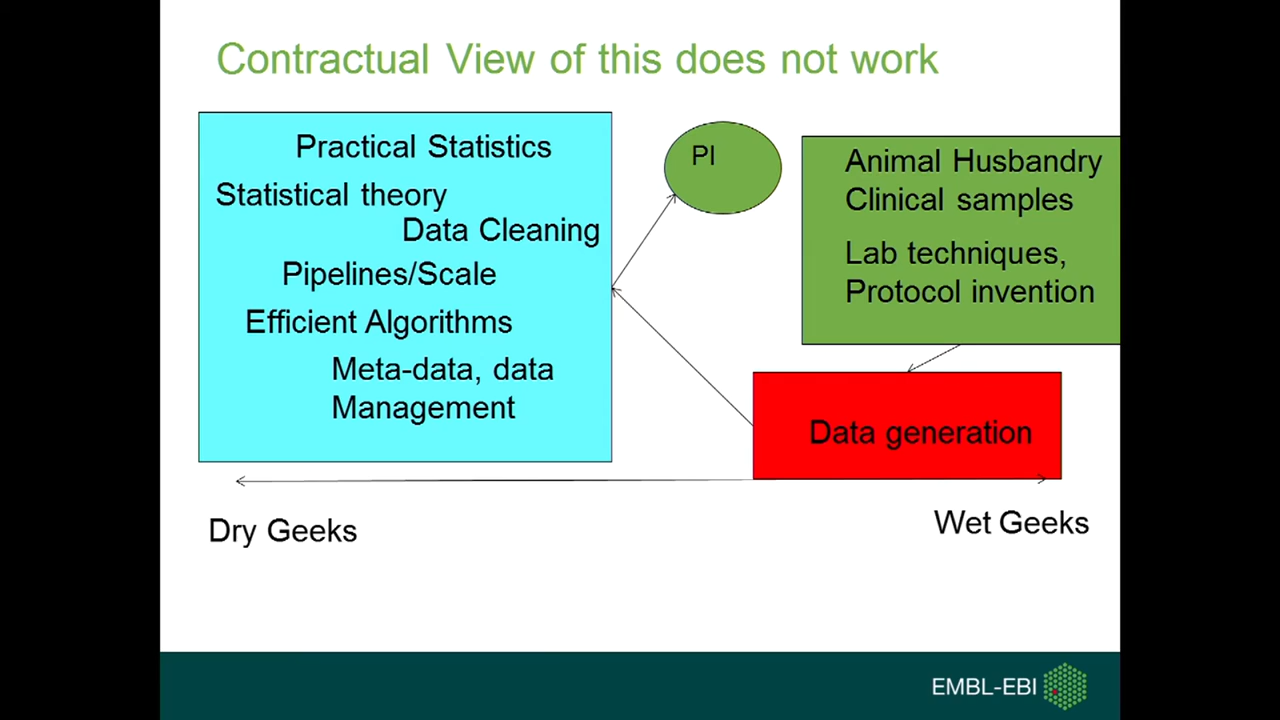 Contractual View of this does not work
Practical Statistics
Statistical theory
Data Cleaning
Pipelines/Scale
Efficient Algorithms
Meta-data, data
Management
PI
Animal Husbandry
Clinical samples
Lab techniques,
Protocol invention
Data generation
Dry Geeks
Wet Geeks
EMBL-EBI